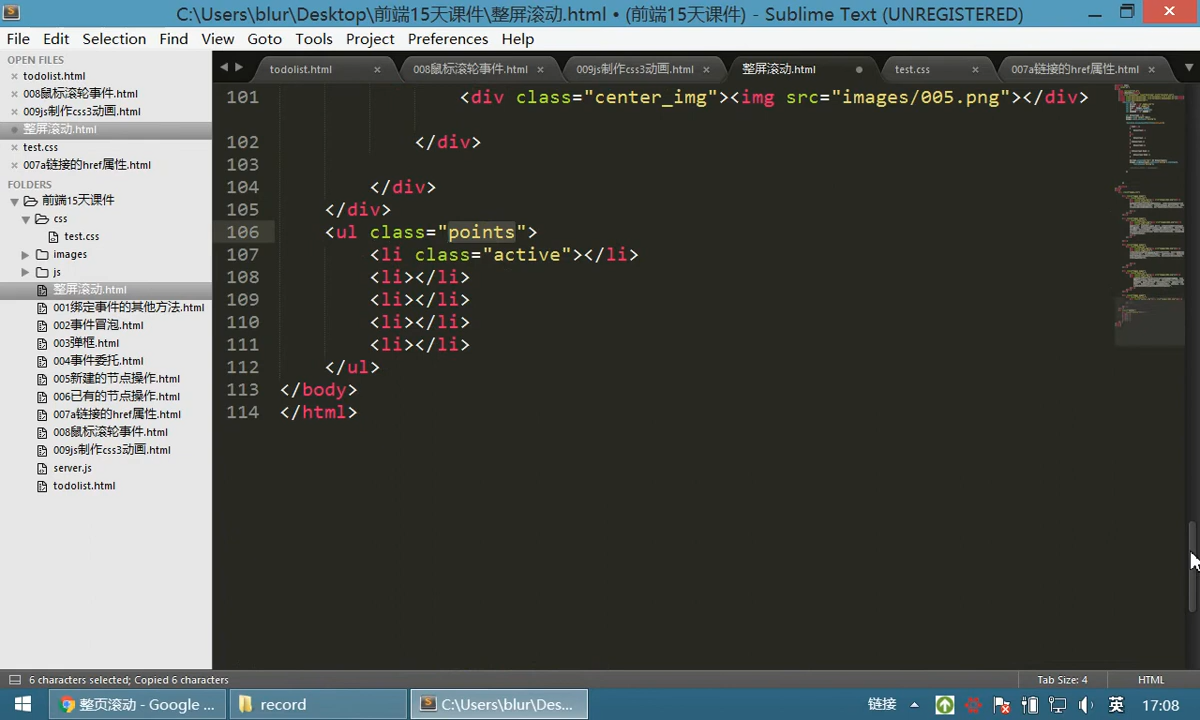 C:\Users\blur\Desktop\前端15天课件\整屏滚动.html • (前端15天课件) - Sublime Text (UNREGISTERED)
File Edit Selection Find View Goto Tools Project Preferences Help
OPEN FILES
todolist.html
008鼠标滚轮事件.html
009js制作css3动画.html
整屏滚动.html
test.css
007a链接的href属性.html
FOLDERS
前端15天课件
css
test.css
images
js
整屏滚动.html
001绑定事件的其他方法.html
002事件冒泡.html
003弹框.html
004事件委托.html
005新建的节点操作.html
006已有的节点操作.html
007a链接的href属性.html
008鼠标滚轮事件.html
009js制作css3动画.html
server.js
todolist.html
todolist.html 008鼠标滚轮事件.html 009js制作css3动画.html 整屏滚动.html test.css 007a链接的href属性.html
101 <div class="center_img"><img src="images/005.png"></div>
102 </div>
103
104 </div>
105 </div>
106 <ul class="points">
107 <li class="active"></li>
108 <li></li>
109 <li></li>
110 <li></li>
111 <li></li>
112 </ul>
113 </body>
114 </html>
6 characters selected; Copied 6 characters Tab Size: 4 HTML
整页滚动 - Google ... record C:\Users\blur\Des... 链接 英 17:08